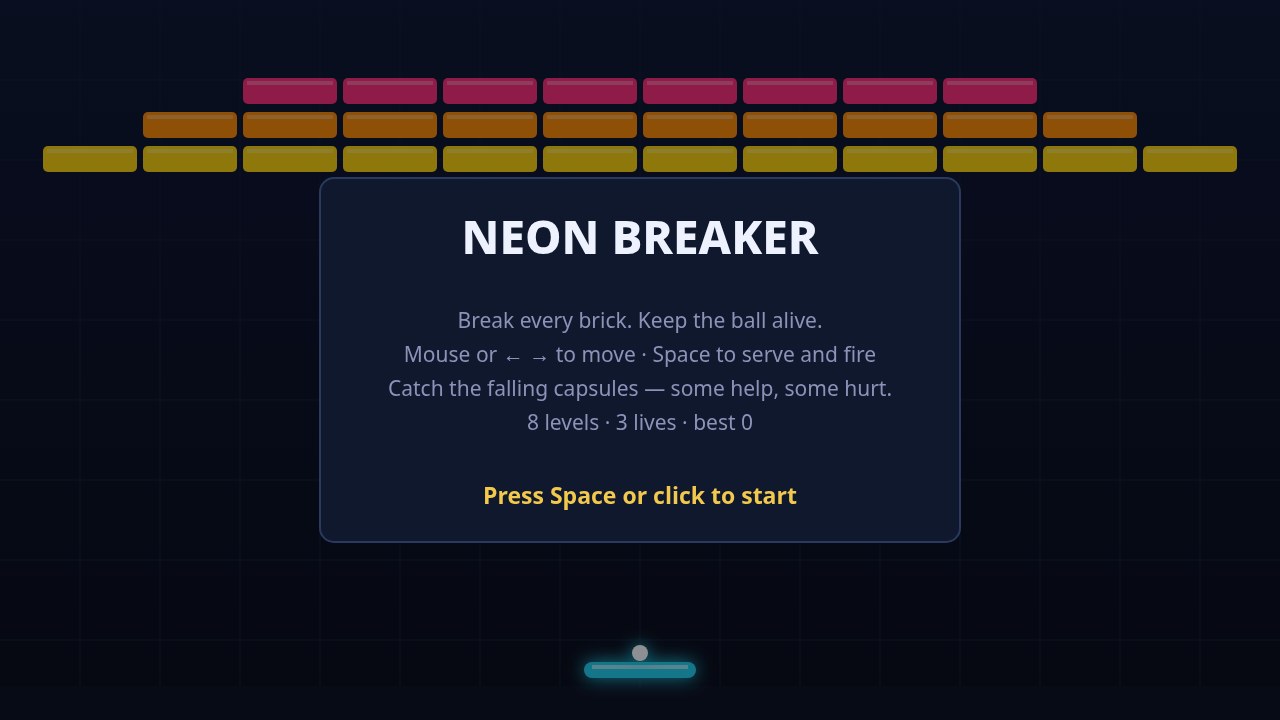 NEON BREAKER
Break every brick. Keep the ball alive.
Mouse or ← → to move · Space to serve and fire
Catch the falling capsules — some help, some hurt.
8 levels · 3 lives · best 0
Press Space or click to start